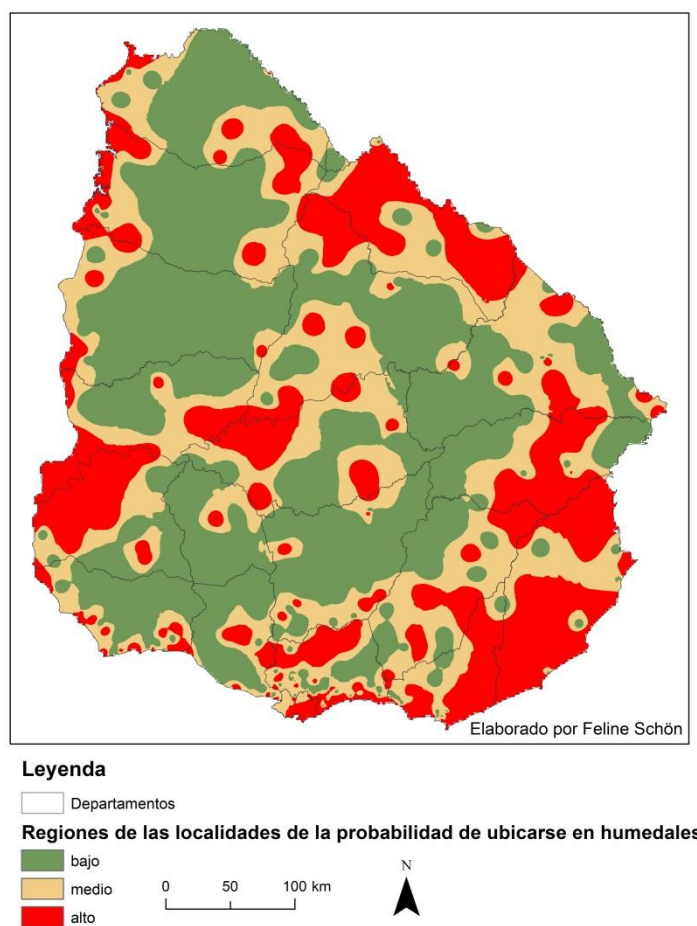 Elaborado por Feline Schön
Leyenda
Departamentos
Regiones de las localidades de la probabilidad de ubicarse en humedales
bajo
medio
alto
0 50 100 km
N